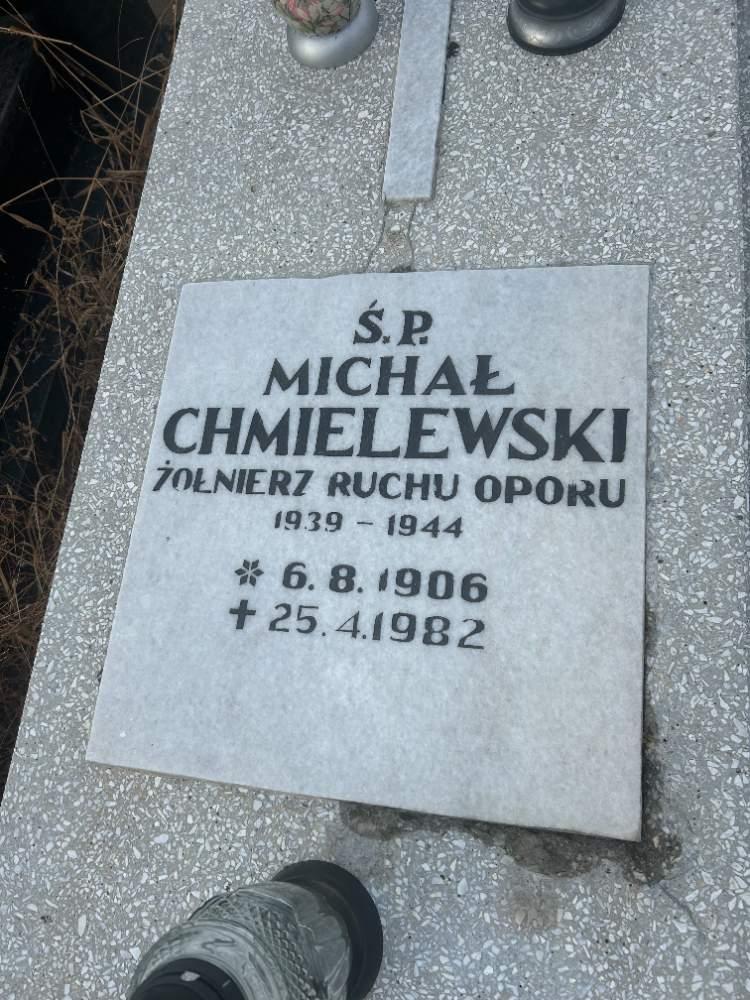 Ś.P.
MICHAŁ
CHMIELEWSKI
ŻOŁNIERZ RUCHU OPORU
1939 - 1944
* 6.8.1906
✝ 25.4.1982